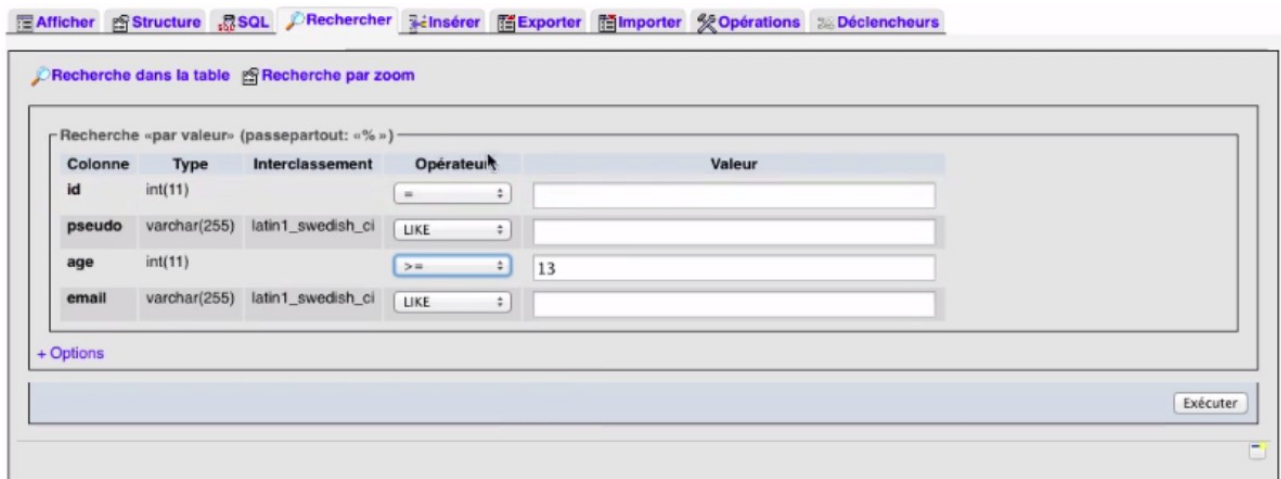 Afficher Structure SQL Rechercher Insérer Exporter Importer Opérations Déclencheurs
Recherche dans la table Recherche par zoom
Recherche «par valeur» (passepartout: «% »)
Colonne Type Interclassement Opérateur Valeur
id int(11) =
pseudo varchar(255) latin1_swedish_ci LIKE
age int(11) >= 13
email varchar(255) latin1_swedish_ci LIKE
+ Options
Exécuter